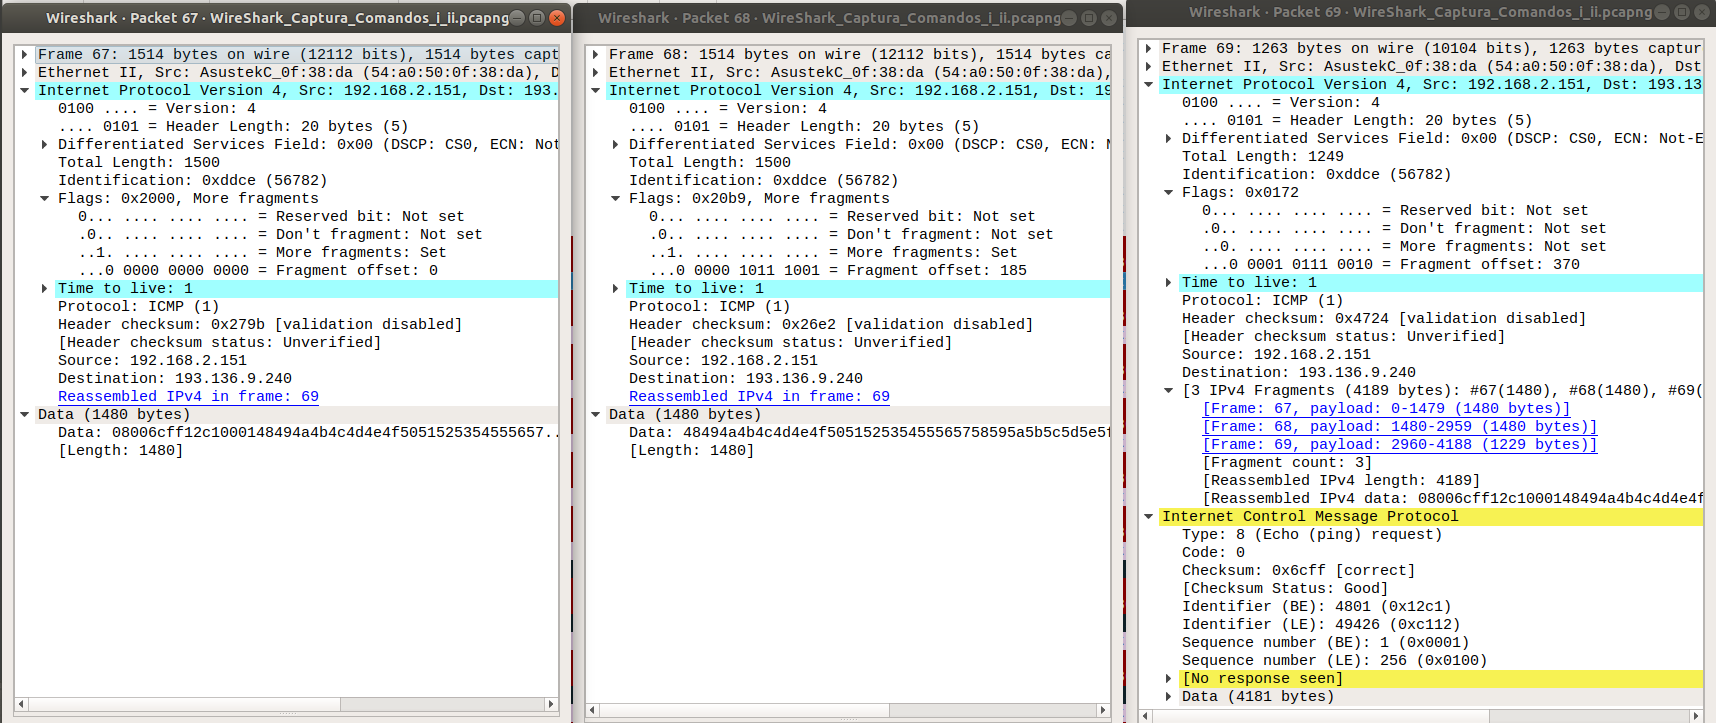 Wireshark · Packet 67 · WireShark_Captura_Comandos_i_ii.pcapng
Frame 67: 1514 bytes on wire (12112 bits), 1514 bytes capt
Ethernet II, Src: AsustekC_0f:38:da (54:a0:50:0f:38:da), D
Internet Protocol Version 4, Src: 192.168.2.151, Dst: 193.
0100 .... = Version: 4
.... 0101 = Header Length: 20 bytes (5)
Differentiated Services Field: 0x00 (DSCP: CS0, ECN: Not
Total Length: 1500
Identification: 0xddce (56782)
Flags: 0x2000, More fragments
0... .... .... .... = Reserved bit: Not set
.0.. .... .... .... = Don't fragment: Not set
..1. .... .... .... = More fragments: Set
...0 0000 0000 0000 = Fragment offset: 0
Time to live: 1
Protocol: ICMP (1)
Header checksum: 0x279b [validation disabled]
[Header checksum status: Unverified]
Source: 192.168.2.151
Destination: 193.136.9.240
Reassembled IPv4 in frame: 69
Data (1480 bytes)
Data: 08006cff12c1000148494a4b4c4d4e4f5051525354555657..
[Length: 1480]
Wireshark · Packet 68 · WireShark_Captura_Comandos_i_ii.pcapng
Frame 68: 1514 bytes on wire (12112 bits), 1514 bytes ca
Ethernet II, Src: AsustekC_0f:38:da (54:a0:50:0f:38:da),
Internet Protocol Version 4, Src: 192.168.2.151, Dst: 19
0100 .... = Version: 4
.... 0101 = Header Length: 20 bytes (5)
Differentiated Services Field: 0x00 (DSCP: CS0, ECN: N
Total Length: 1500
Identification: 0xddce (56782)
Flags: 0x20b9, More fragments
0... .... .... .... = Reserved bit: Not set
.0.. .... .... .... = Don't fragment: Not set
..1. .... .... .... = More fragments: Set
...0 0000 1011 1001 = Fragment offset: 185
Time to live: 1
Protocol: ICMP (1)
Header checksum: 0x26e2 [validation disabled]
[Header checksum status: Unverified]
Source: 192.168.2.151
Destination: 193.136.9.240
Reassembled IPv4 in frame: 69
Data (1480 bytes)
Data: 48494a4b4c4d4e4f505152535455565758595a5b5c5d5e5f
[Length: 1480]
Wireshark · Packet 69 · WireShark_Captura_Comandos_i_ii.pcapng
Frame 69: 1263 bytes on wire (10104 bits), 1263 bytes captur
Ethernet II, Src: AsustekC_0f:38:da (54:a0:50:0f:38:da), Dst
Internet Protocol Version 4, Src: 192.168.2.151, Dst: 193.13
0100 .... = Version: 4
.... 0101 = Header Length: 20 bytes (5)
Differentiated Services Field: 0x00 (DSCP: CS0, ECN: Not-E
Total Length: 1249
Identification: 0xddce (56782)
Flags: 0x0172
0... .... .... .... = Reserved bit: Not set
.0.. .... .... .... = Don't fragment: Not set
..0. .... .... .... = More fragments: Not set
...0 0001 0111 0010 = Fragment offset: 370
Time to live: 1
Protocol: ICMP (1)
Header checksum: 0x4724 [validation disabled]
[Header checksum status: Unverified]
Source: 192.168.2.151
Destination: 193.136.9.240
[3 IPv4 Fragments (4189 bytes): #67(1480), #68(1480), #69(
[Frame: 67, payload: 0-1479 (1480 bytes)]
[Frame: 68, payload: 1480-2959 (1480 bytes)]
[Frame: 69, payload: 2960-4188 (1229 bytes)]
[Fragment count: 3]
[Reassembled IPv4 length: 4189]
[Reassembled IPv4 data: 08006cff12c1000148494a4b4c4d4e4f
Internet Control Message Protocol
Type: 8 (Echo (ping) request)
Code: 0
Checksum: 0x6cff [correct]
[Checksum Status: Good]
Identifier (BE): 4801 (0x12c1)
Identifier (LE): 49426 (0xc112)
Sequence number (BE): 1 (0x0001)
Sequence number (LE): 256 (0x0100)
[No response seen]
Data (4181 bytes)